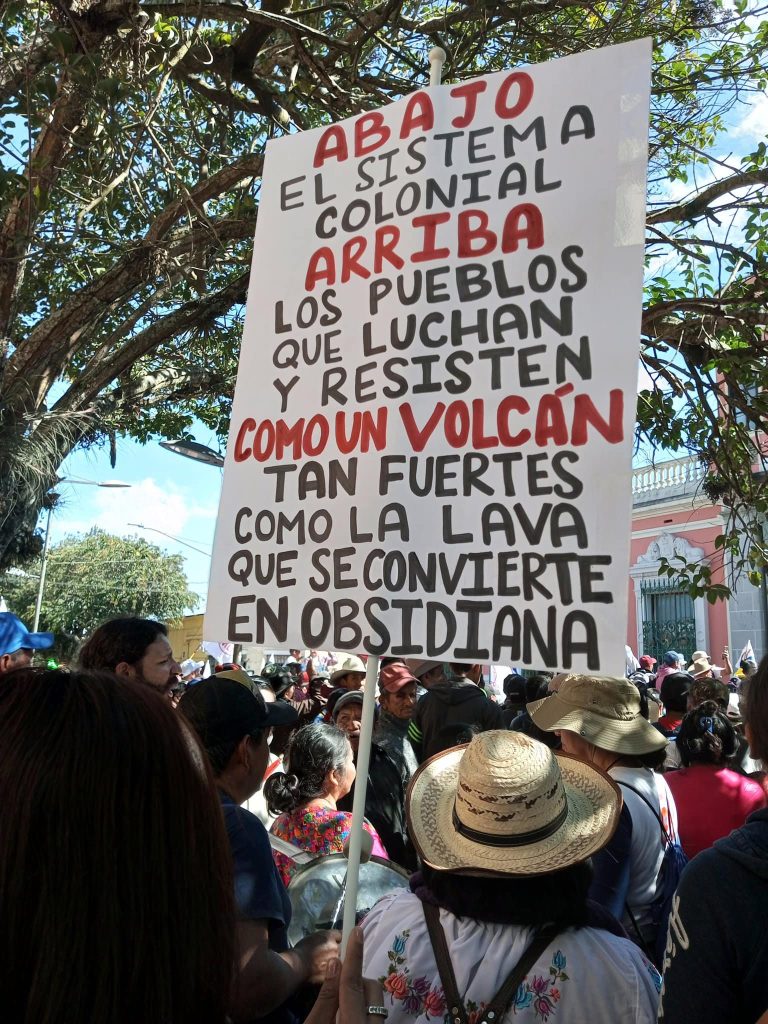 ABAJO
EL SISTEMA
COLONIAL
ARRIBA
LOS PUEBLOS
QUE LUCHAN
Y RESISTEN
COMO UN VOLCÁN
TAN FUERTES
COMO LA LAVA
QUE SE CONVIERTE
EN OBSIDIANA